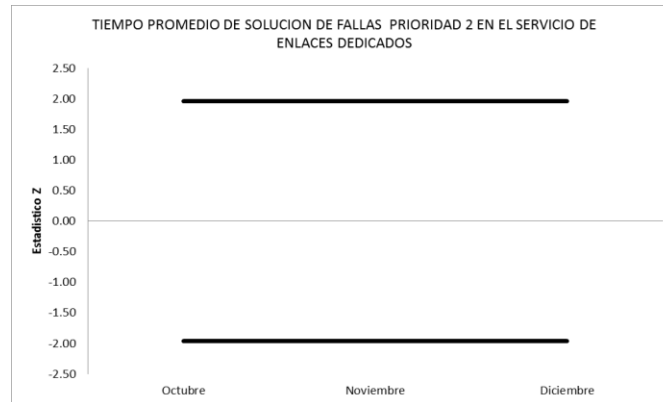 TIEMPO PROMEDIO DE SOLUCION DE FALLAS PRIORIDAD 2 EN EL SERVICIO DE
ENLACES DEDICADOS
Estadistico Z
2.50
2.00
1.50
1.00
0.50
0.00
-0.50
-1.00
-1.50
-2.00
-2.50
Octubre
Noviembre
Diciembre